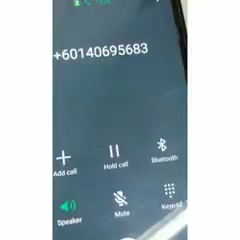 +60140695683
Add call
Hold call
Bluetooth
Speaker
Mute
Keypad